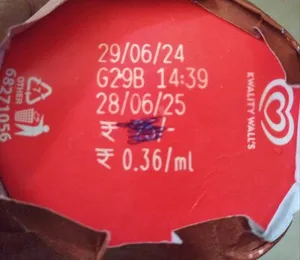 29/06/24
G29B 14:39
28/06/25
₹ /-
₹ 0.36/ml
KWALITY WALL'S
OTHER
68271056